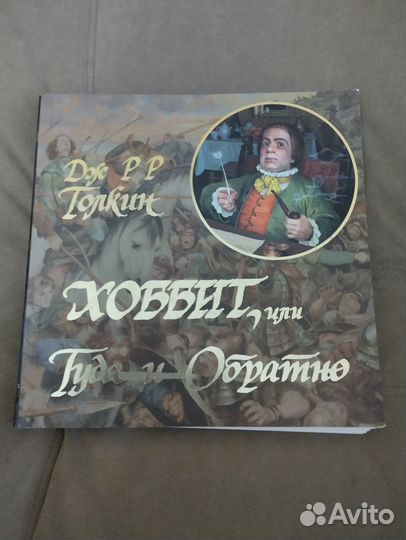 Дж Р Р
Толкин
ХОББИТ, или
Туда и Обратно
Avito